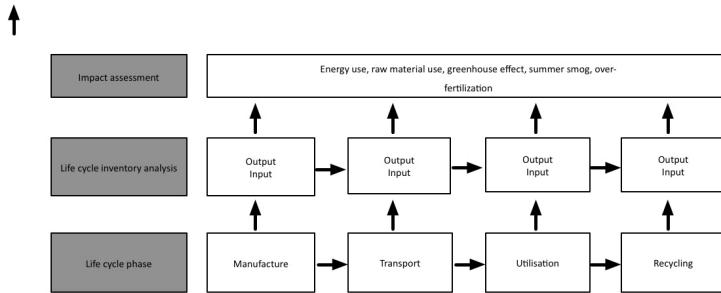 Impact assessment
Energy use, raw material use, greenhouse effect, summer smog, over-
fertilization
Life cycle inventory analysis
Output
Input
Output
Input
Output
Input
Output
Input
Life cycle phase
Manufacture
Transport
Utilisation
Recycling